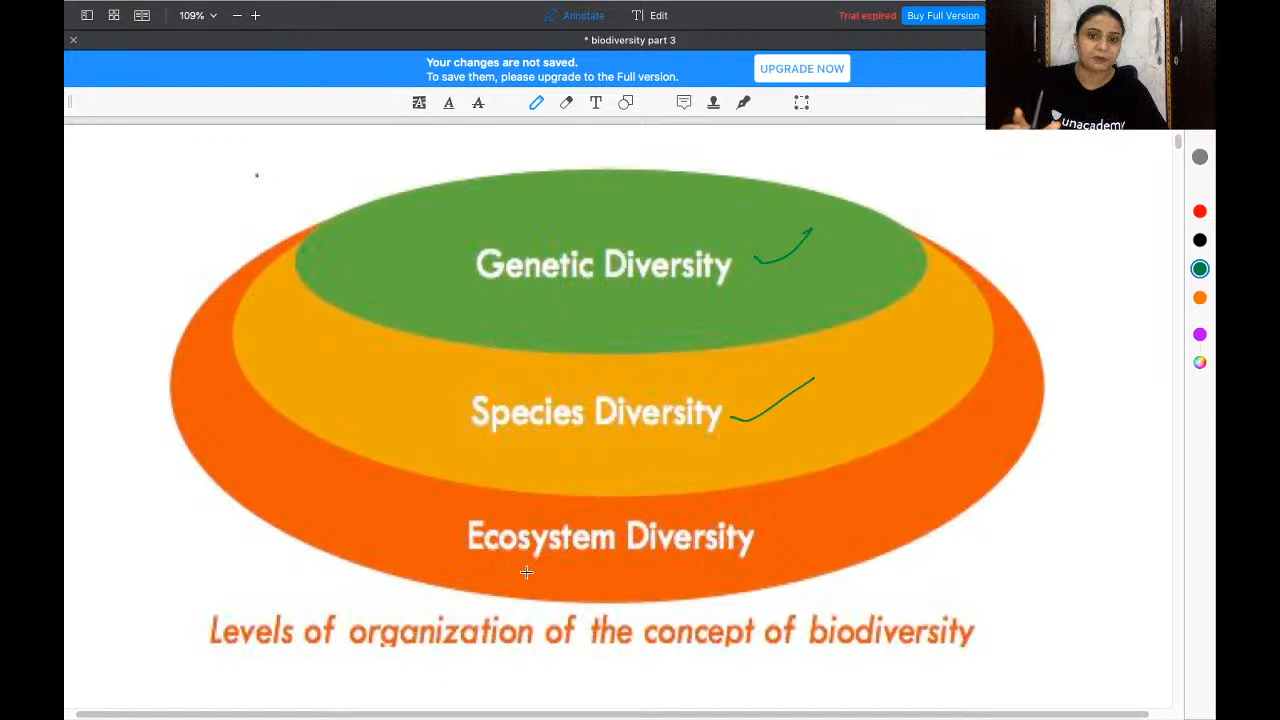 109%
Annotate
Edit
Trial expired
Buy Full Version
* biodiversity part 3
Your changes are not saved.
To save them, please upgrade to the Full version.
UPGRADE NOW
A
A
A
T
unacademy
Genetic Diversity
Species Diversity
Ecosystem Diversity
Levels of organization of the concept of biodiversity